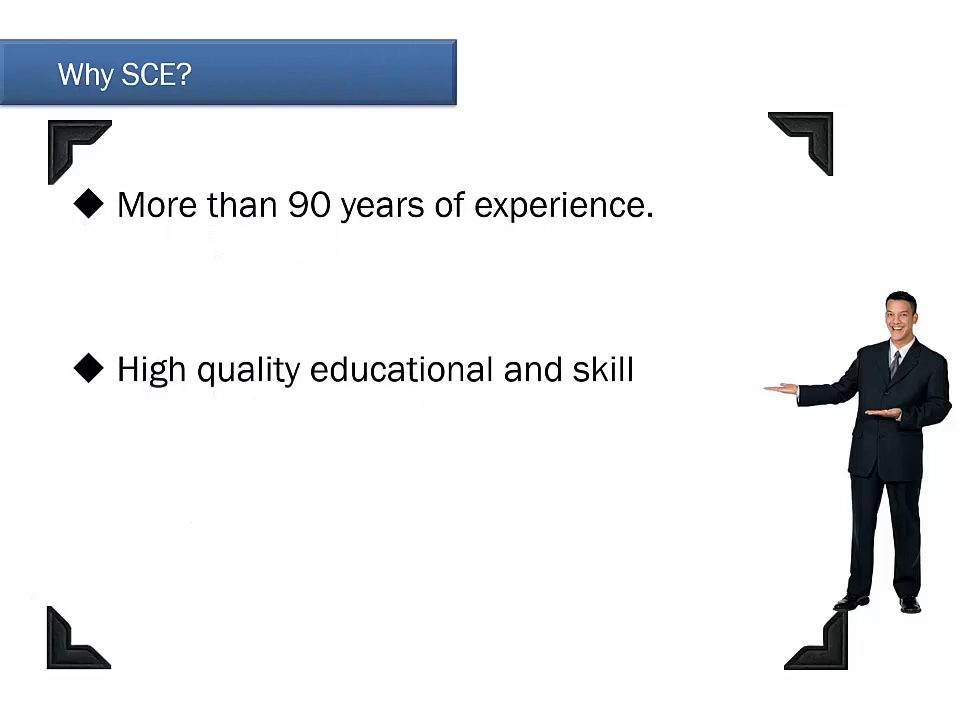 Why SCE?
◆ More than 90 years of experience.
◆ High quality educational and skill